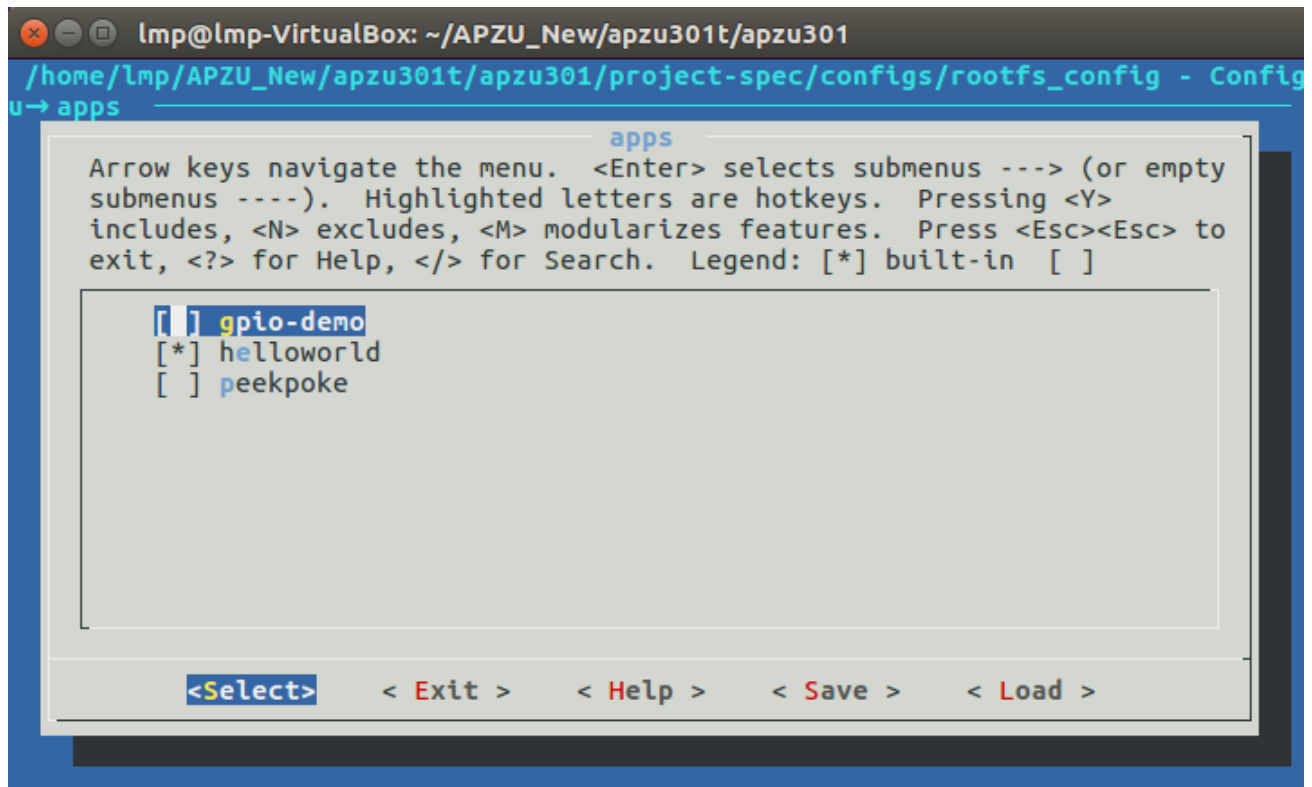 lmp@lmp-VirtualBox: ~/APZU_New/apzu301t/apzu301
/home/lmp/APZU_New/apzu301t/apzu301/project-spec/configs/rootfs_config - Config
u→ apps
apps
Arrow keys navigate the menu.  <Enter> selects submenus ---> (or empty
submenus ----).  Highlighted letters are hotkeys.  Pressing <Y>
includes, <N> excludes, <M> modularizes features.  Press <Esc><Esc> to
exit, <?> for Help, </> for Search.  Legend: [*] built-in  [ ]
[ ] gpio-demo
[*] helloworld
[ ] peekpoke
<Select>    < Exit >    < Help >    < Save >    < Load >